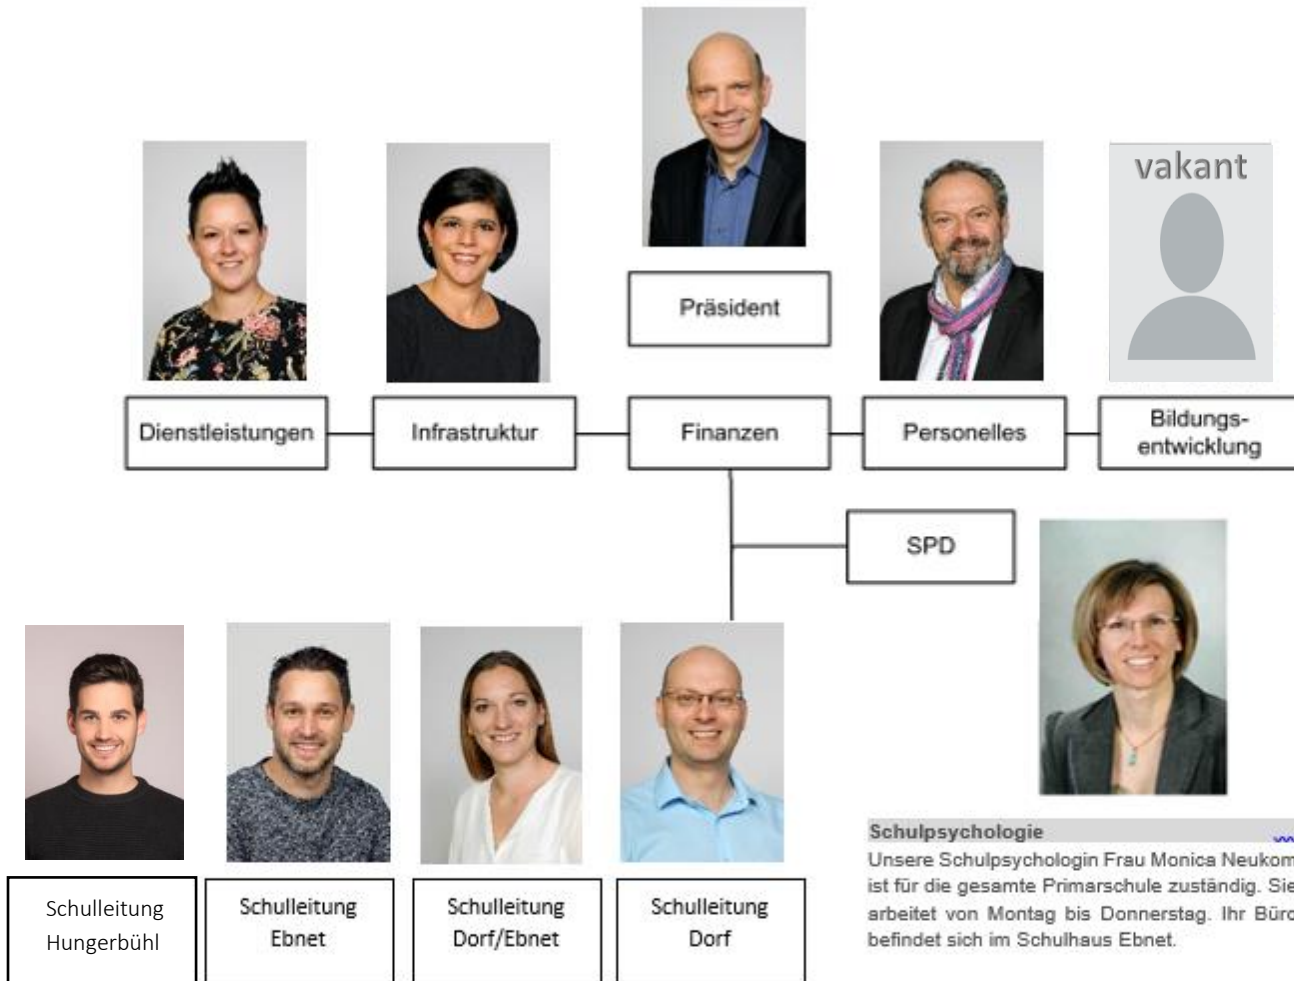 vakant
Präsident
Dienstleistungen
Infrastruktur
Finanzen
Personelles
Bildungs-
entwicklung
SPD
Schulleitung
Hungerbühl
Schulleitung
Ebnet
Schulleitung
Dorf/Ebnet
Schulleitung
Dorf
Schulpsychologie
Unsere Schulpsychologin Frau Monica Neukom
ist für die gesamte Primarschule zuständig. Sie
arbeitet von Montag bis Donnerstag. Ihr Büro
befindet sich im Schulhaus Ebnet.